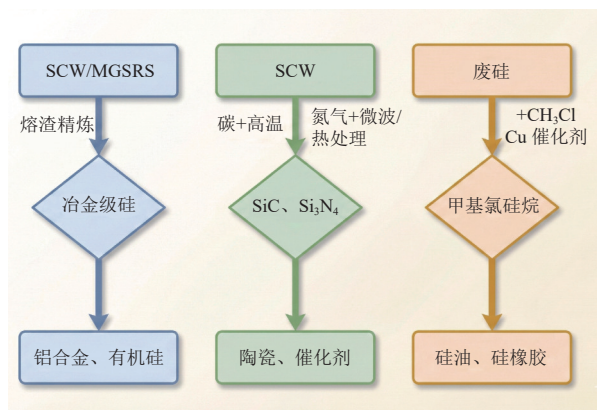 SCW/MGSRS
熔渣精炼
冶金级硅
铝合金、有机硅
SCW
碳+高温
氮气+微波/
热处理
SiC、Si₃N₄
陶瓷、催化剂
废硅
+CH₃Cl
Cu 催化剂
甲基氯硅烷
硅油、硅橡胶